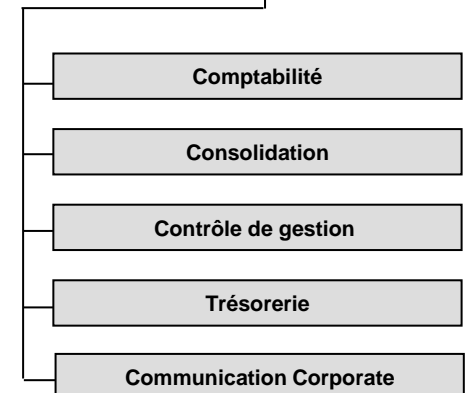 Comptabilité
Consolidation
Contrôle de gestion
Trésorerie
Communication Corporate